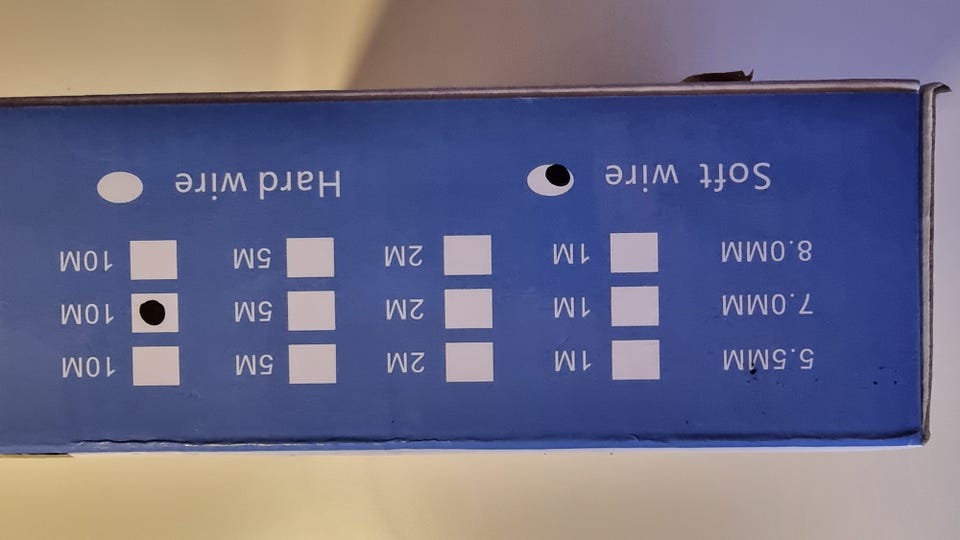 5.5MM 1M 2M 5M 10M
7.0MM 1M 2M 5M 10M
8.0MM 1M 2M 5M 10M
Soft wire Hard wire